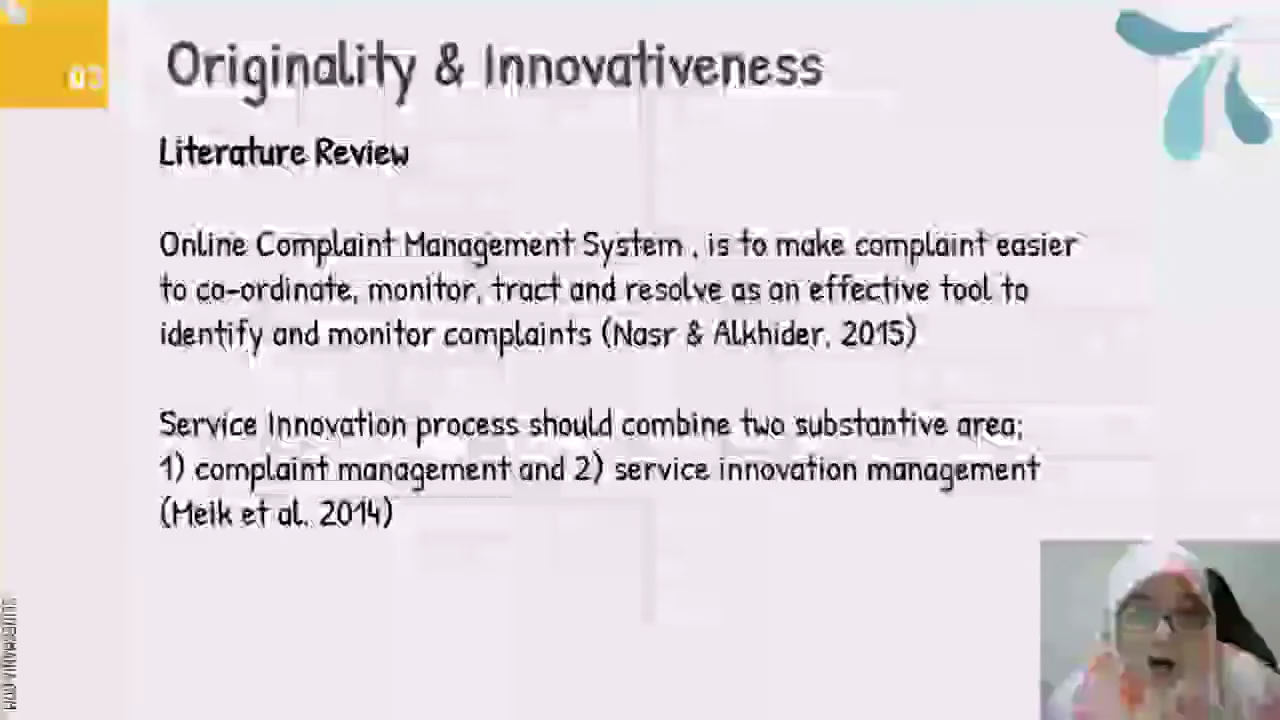 03
Originality & Innovativeness
Literature Review
Online Complaint Management System , is to make complaint easier
to co-ordinate, monitor, tract and resolve as an effective tool to
identify and monitor complaints (Nasr & Alkhider, 2015)
Service Innovation process should combine two substantive area;
1) complaint management and 2) service innovation management
(Meik et al. 2014)